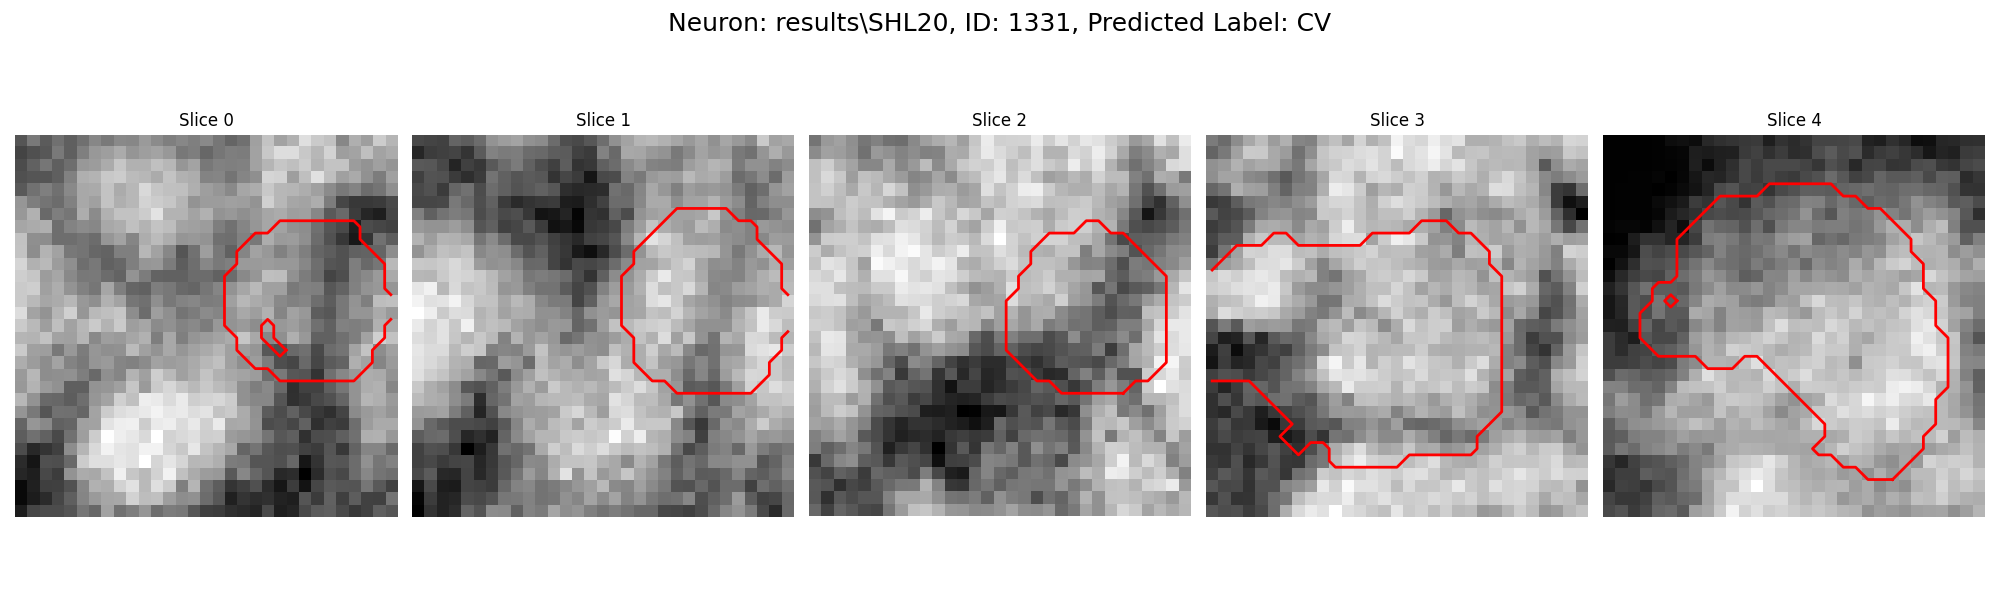 Neuron: results\SHL20, ID: 1331, Predicted Label: CV
Slice 0
Slice 1
Slice 2
Slice 3
Slice 4